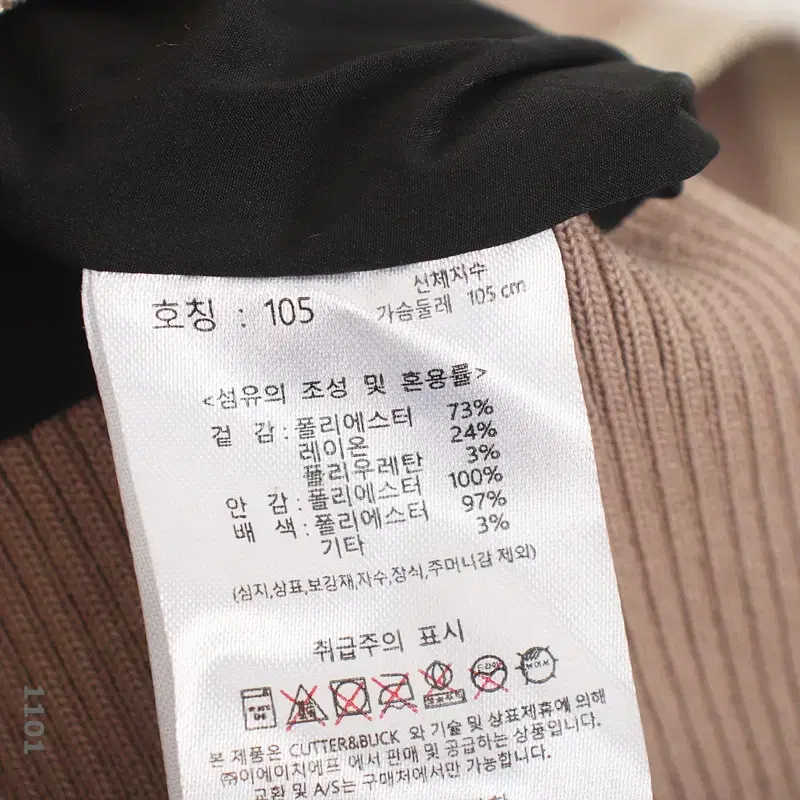 호칭 : 105
신체치수
가슴둘레 105 cm
<섬유의 조성 및 혼용률>
겉 감 : 폴리에스터 73%
레이온 24%
폴리우레탄 3%
안 감 : 폴리에스터 100%
배 색 : 폴리에스터 97%
기타 3%
(심지,상표,보강재,자수,장식,주머니감 제외)
취급주의 표시
드라이
본 제품은 CUTTER&BUCK 와 기술 및 상표제휴에 의해
㈜이에이치에프 에서 판매 및 공급하는 상품입니다.
교환 및 A/S는 구매처에서만 가능합니다.
1101